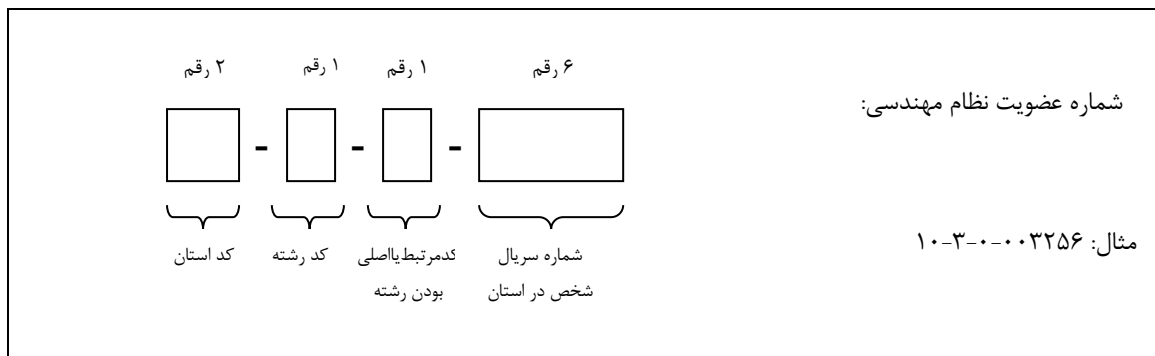 ۲ رقم
۱ رقم
۱ رقم
۶ رقم
شماره عضویت نظام مهندسی:
- - -
کد استان
کد رشته
کدمرتبط‌یااصلی
بودن رشته
شماره سریال
شخص در استان
مثال: ۱۰-۳-۰-۰۰۳۲۵۶